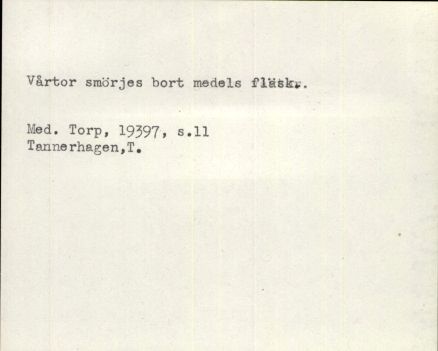 Vårtor smörjes bort medels fläsk.
Med. Torp, 19397, s.11
Tannerhagen,T.